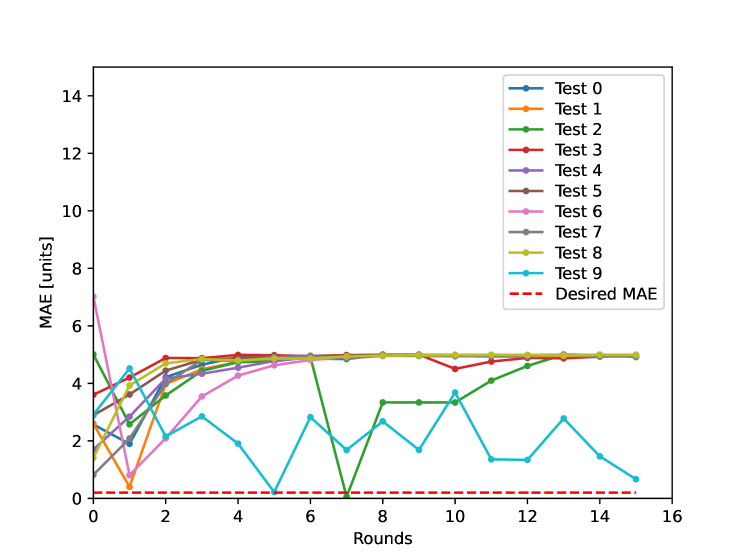 14
12
10
8
6
4
2
0
MAE [units]
0 2 4 6 8 10 12 14 16
Rounds
Test 0
Test 1
Test 2
Test 3
Test 4
Test 5
Test 6
Test 7
Test 8
Test 9
Desired MAE